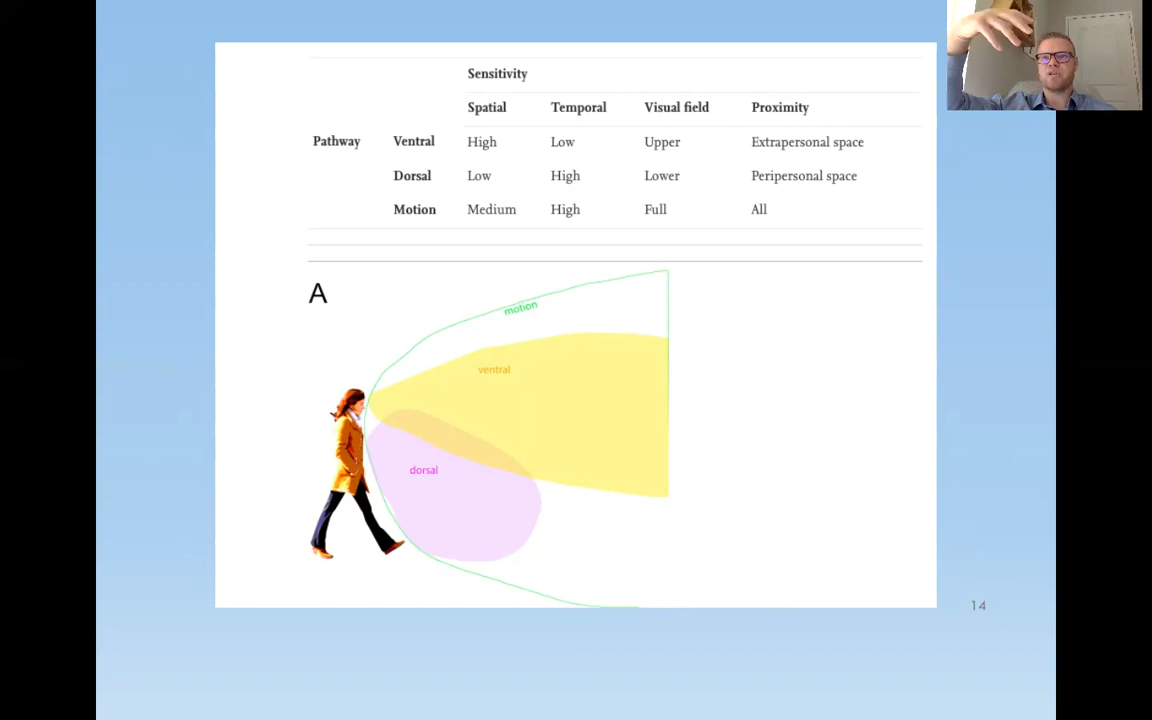 Sensitivity
Spatial Temporal Visual field Proximity
Pathway Ventral High Low Upper Extrapersonal space
Dorsal Low High Lower Peripersonal space
Motion Medium High Full All
A
motion
ventral
dorsal
14